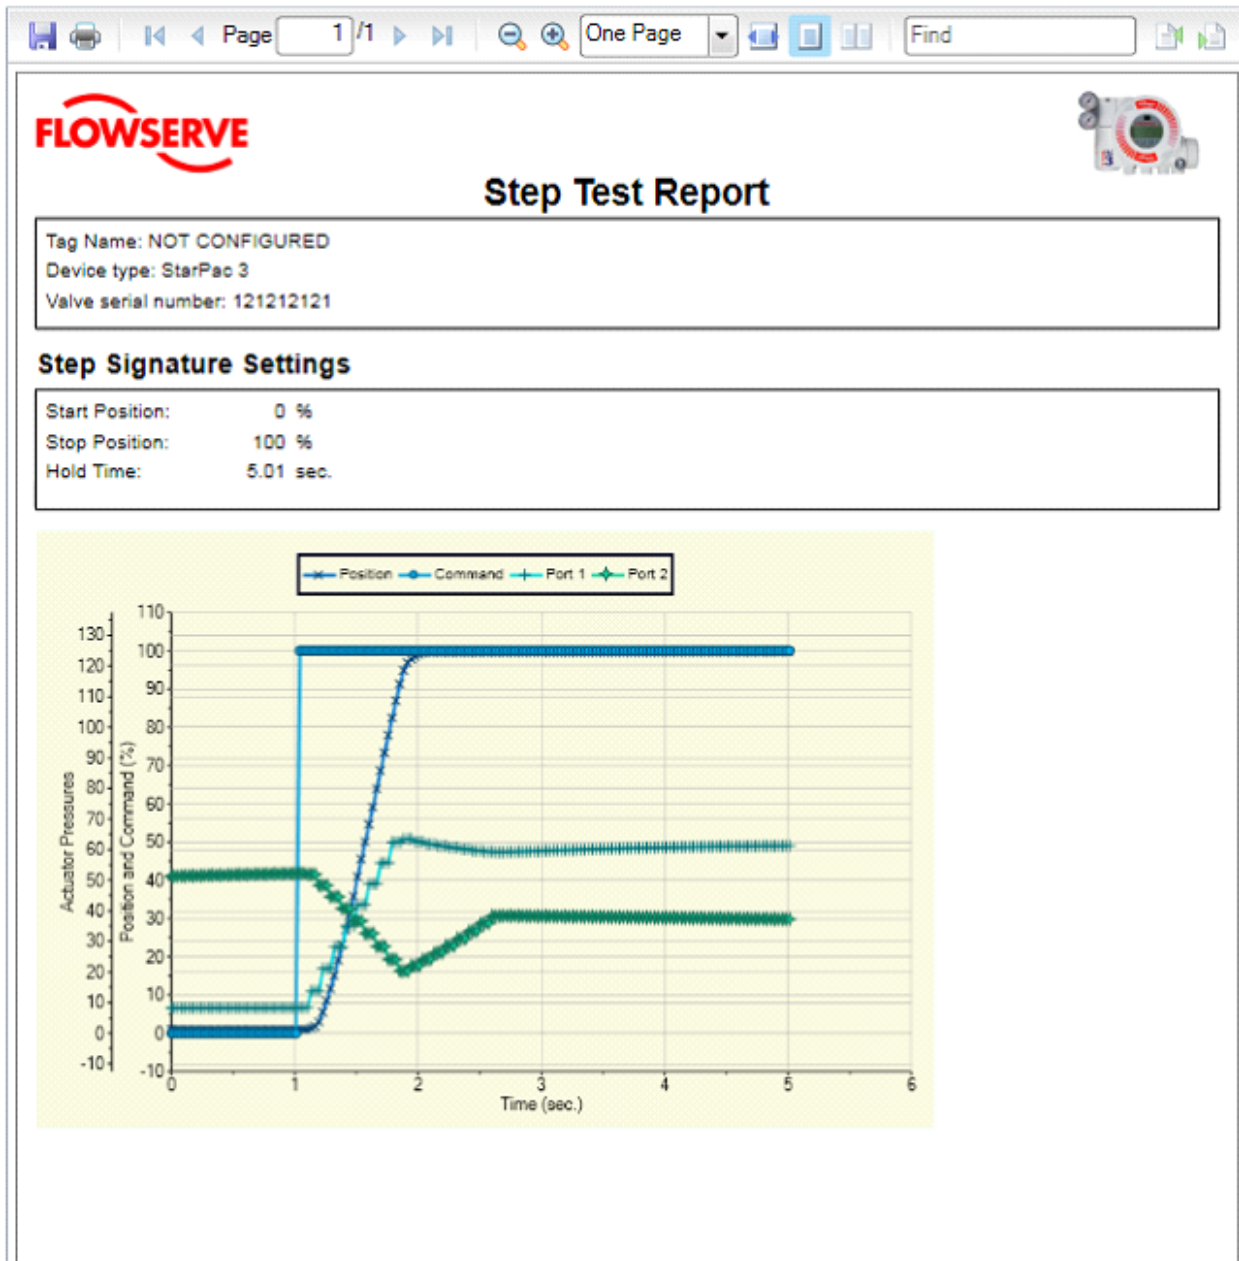 Page 1 /1 One Page Find
FLOWSERVE
Step Test Report
Tag Name: NOT CONFIGURED
Device type: StarPac 3
Valve serial number: 121212121
Step Signature Settings
Start Position: 0 %
Stop Position: 100 %
Hold Time: 5.01 sec.
Position Command Port 1 Port 2
Actuator Pressures
130
120
110
100
90
80
70
60
50
40
30
20
10
0
-10
Position and Command (%)
110
100
90
80
70
60
50
40
30
20
10
0
-10
0 1 2 3 4 5 6
Time (sec.)